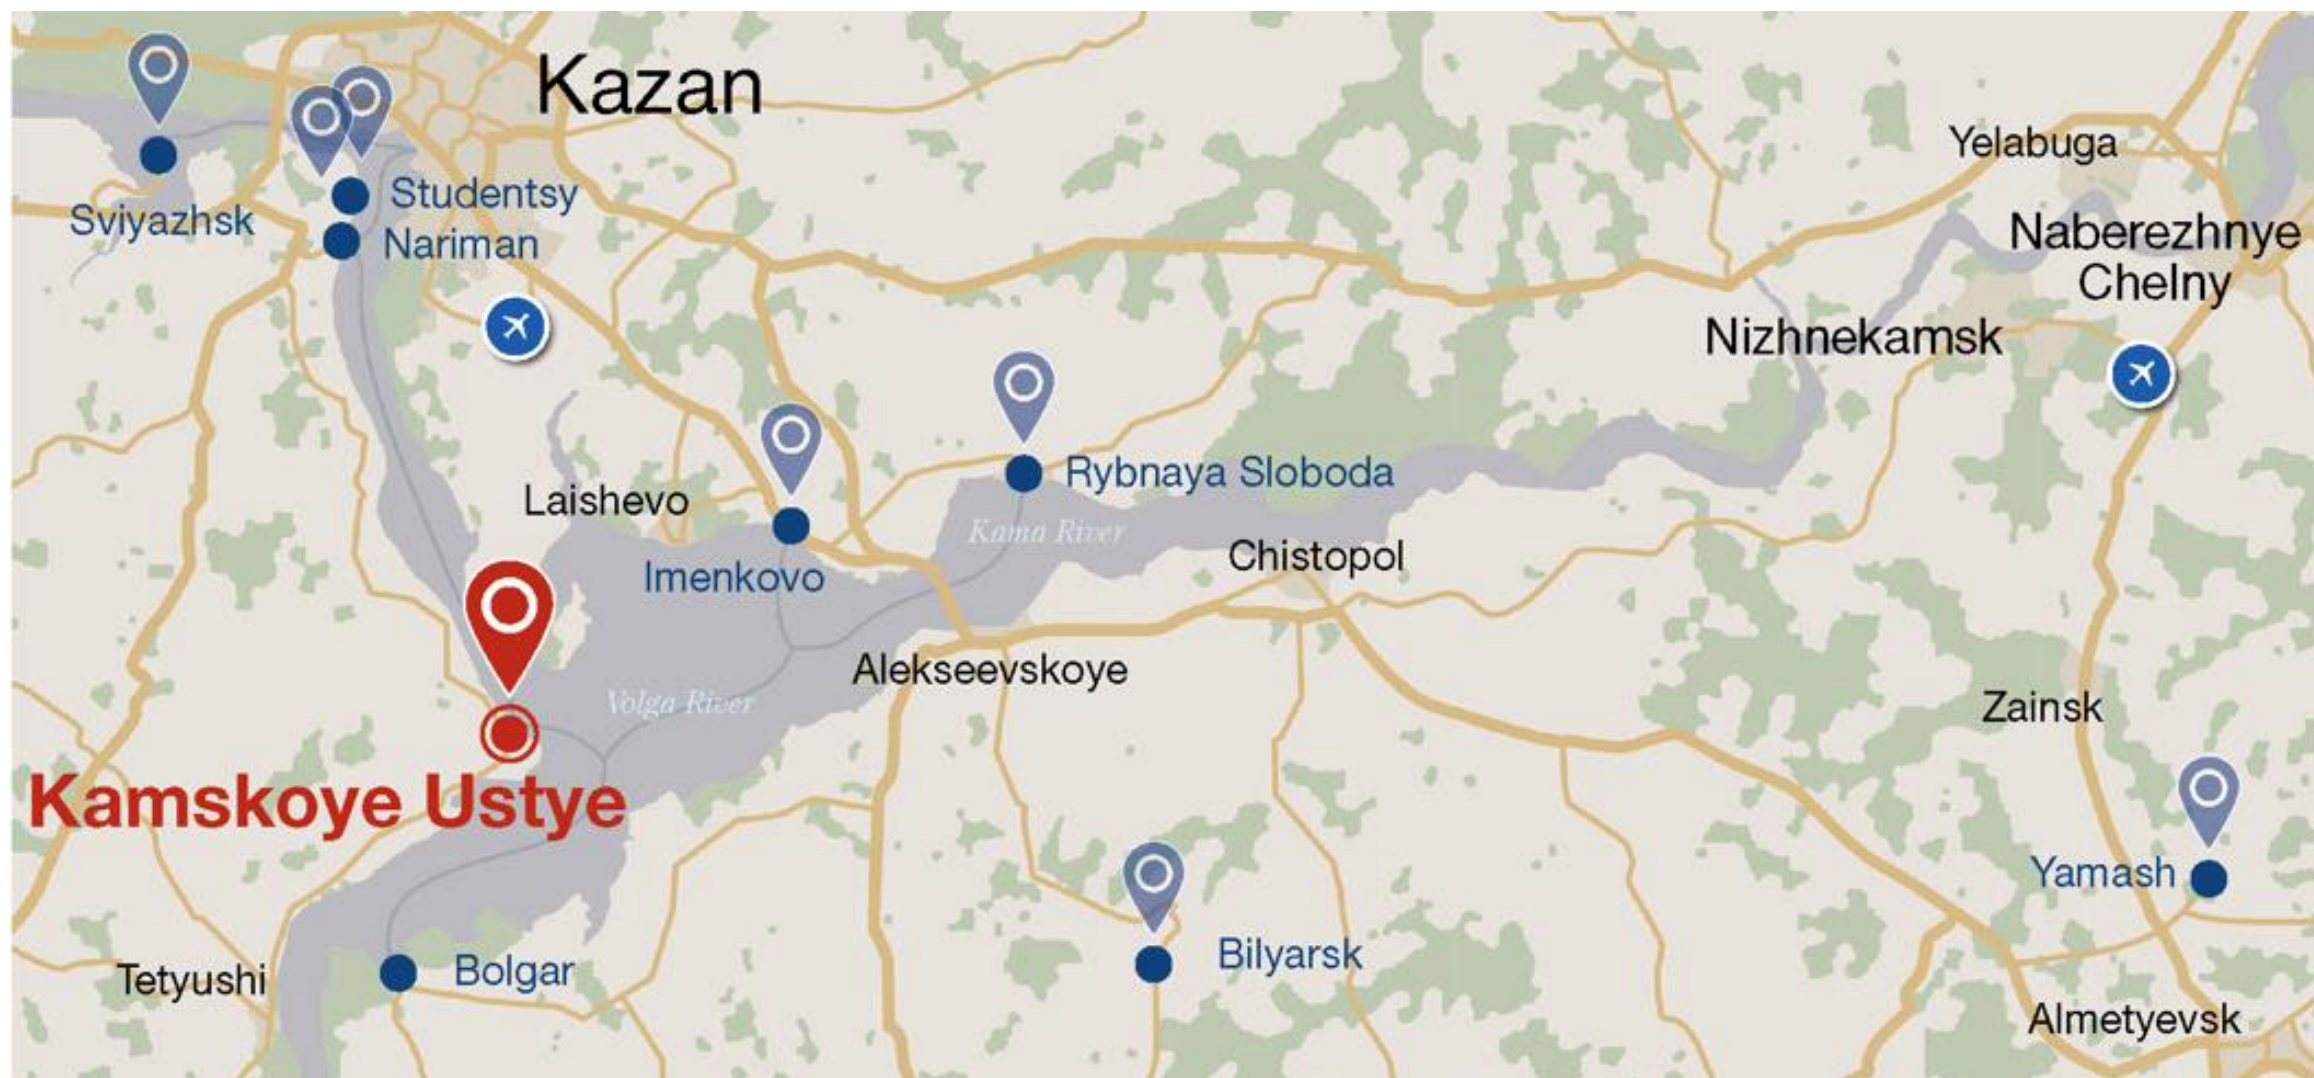 Kazan
Yelabuga
Studentsy
Sviyazhsk
Nariman
Naberezhnye
Chelny
Nizhnekamsk
Rybnaya Sloboda
Laishevo
Kama River
Chistopol
Imenkovo
Alekseevskoye
Volga River
Zainsk
Kamskoye Ustye
Yamash
Bilyarsk
Bolgar
Tetyushi
Almetyevsk